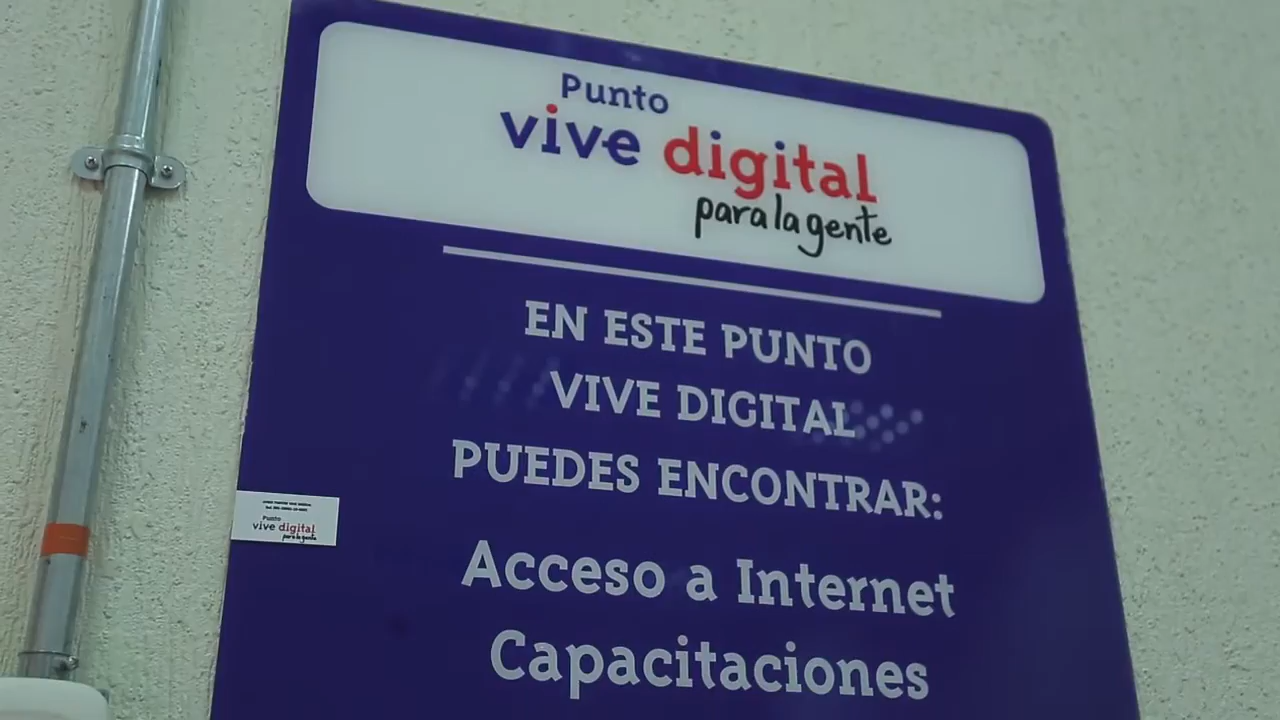 Punto
vive digital
para la gente
EN ESTE PUNTO
VIVE DIGITAL
PUEDES ENCONTRAR:
Acceso a Internet
Capacitaciones
Punto
vive digital
para la gente